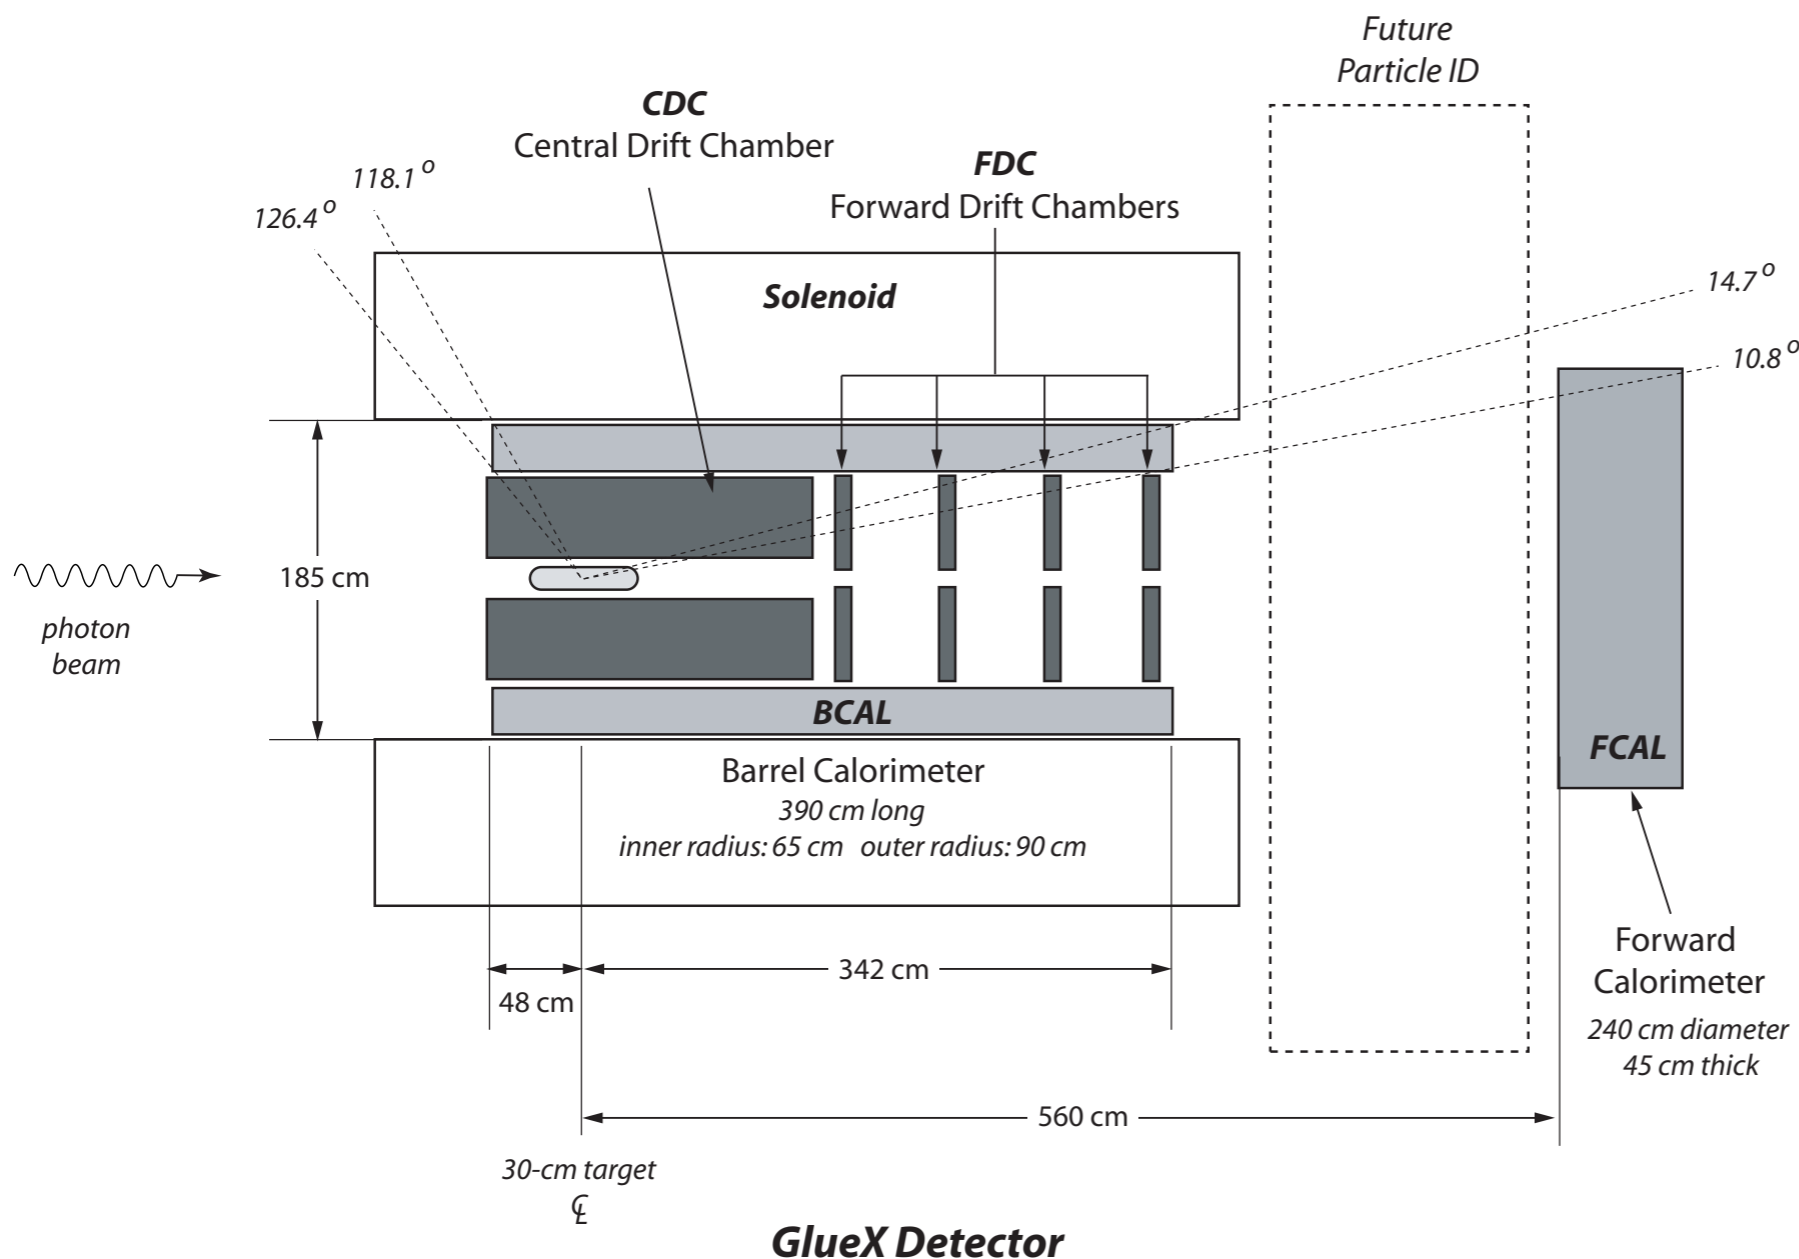 Future
Particle ID
CDC
Central Drift Chamber
FDC
Forward Drift Chambers
118.1 o
126.4 o
Solenoid
14.7 o
10.8 o
185 cm
photon
beam
BCAL
FCAL
Barrel Calorimeter
390 cm long
inner radius: 65 cm outer radius: 90 cm
Forward
Calorimeter
240 cm diameter
45 cm thick
342 cm
48 cm
560 cm
30-cm target
℄
GlueX Detector